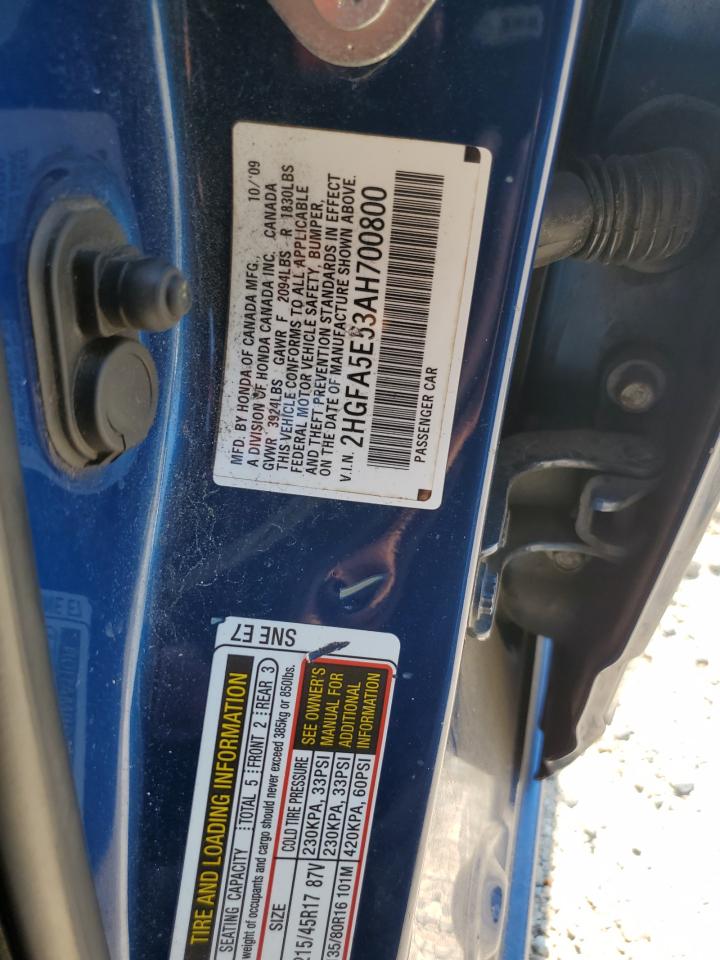 MFD. BY HONDA OF CANADA MFG., 10/'09
A DIVISION OF HONDA CANADA INC. CANADA
GVWR 3924LBS GAWR F 2094LBS R 1830LBS
THIS VEHICLE CONFORMS TO ALL APPLICABLE
FEDERAL MOTOR VEHICLE SAFETY, BUMPER,
AND THEFT PREVENTION STANDARDS IN EFFECT
ON THE DATE OF MANUFACTURE SHOWN ABOVE.
V.I.N. 2HGFA5E53AH700800
PASSENGER CAR
SNE E7
TIRE AND LOADING INFORMATION
SEATING CAPACITY TOTAL 5 FRONT 2 REAR 3
weight of occupants and cargo should never exceed 385kg or 850lbs.
SIZE COLD TIRE PRESSURE
215/45R17 87V 230KPA, 33PSI
230KPA, 33PSI
35/80R16 101M 420KPA, 60PSI
SEE OWNER'S
MANUAL FOR
ADDITIONAL
INFORMATION